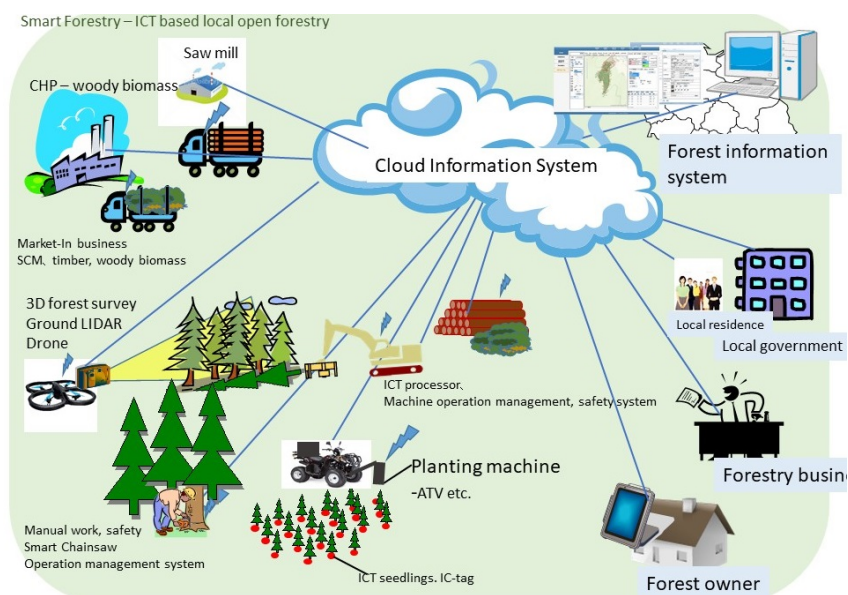 Smart Forestry – ICT based local open forestry
Saw mill
CHP – woody biomass
Cloud Information System
Forest information
system
Market-In business
SCM、timber, woody biomass
3D forest survey
Ground LIDAR
Drone
Local residence
Local government
ICT processor、
Machine operation management, safety system
Planting machine
-ATV etc.
Forestry busine
Manual work, safety
Smart Chainsaw
Operation management system
ICT seedlings. IC-tag
Forest owner